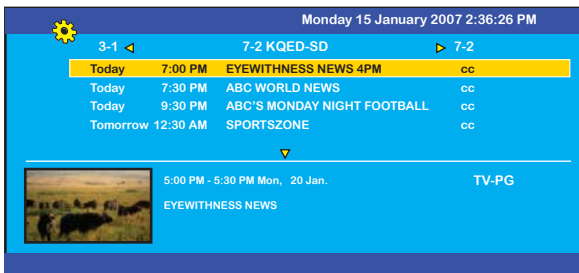 Monday 15 January 2007 2:36:26 PM
3-1 7-2 KQED-SD 7-2
Today 7:00 PM EYEWITHNESS NEWS 4PM cc
Today 7:30 PM ABC WORLD NEWS cc
Today 9:30 PM ABC'S MONDAY NIGHT FOOTBALL cc
Tomorrow 12:30 AM SPORTSZONE cc
5:00 PM - 5:30 PM Mon, 20 Jan. TV-PG
EYEWITHNESS NEWS